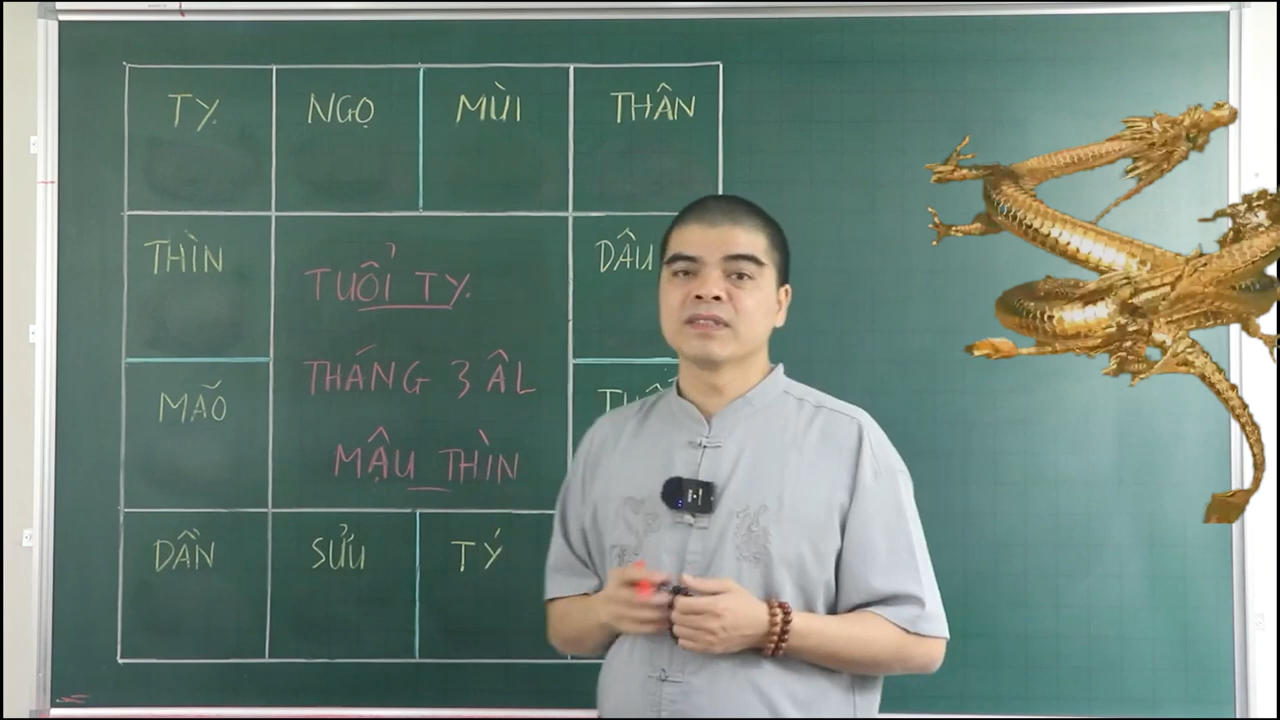 TỴ NGỌ MÙI THÂN
THÌN DẬU
TUỔI TỴ
THÁNG 3 ÂL
MÃO
MẬU THÌN
DẦN SỬU TÝ